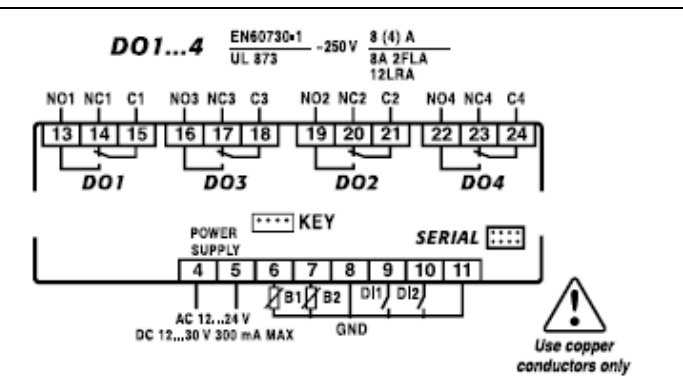 DO1...4 EN60730-1 ~250 V 8 (4) A
UL 873 8A 2FLA
12LRA
NO1 NC1 C1 NO3 NC3 C3 NO2 NC2 C2 NO4 NC4 C4
13 14 15 16 17 18 19 20 21 22 23 24
DO1 DO3 DO2 DO4
KEY
POWER
SUPPLY
SERIAL
4 5 6 7 8 9 10 11
B1 B2 DI1 DI2
AC 12...24 V
DC 12...30 V 300 mA MAX
GND
!
Use copper
conductors only